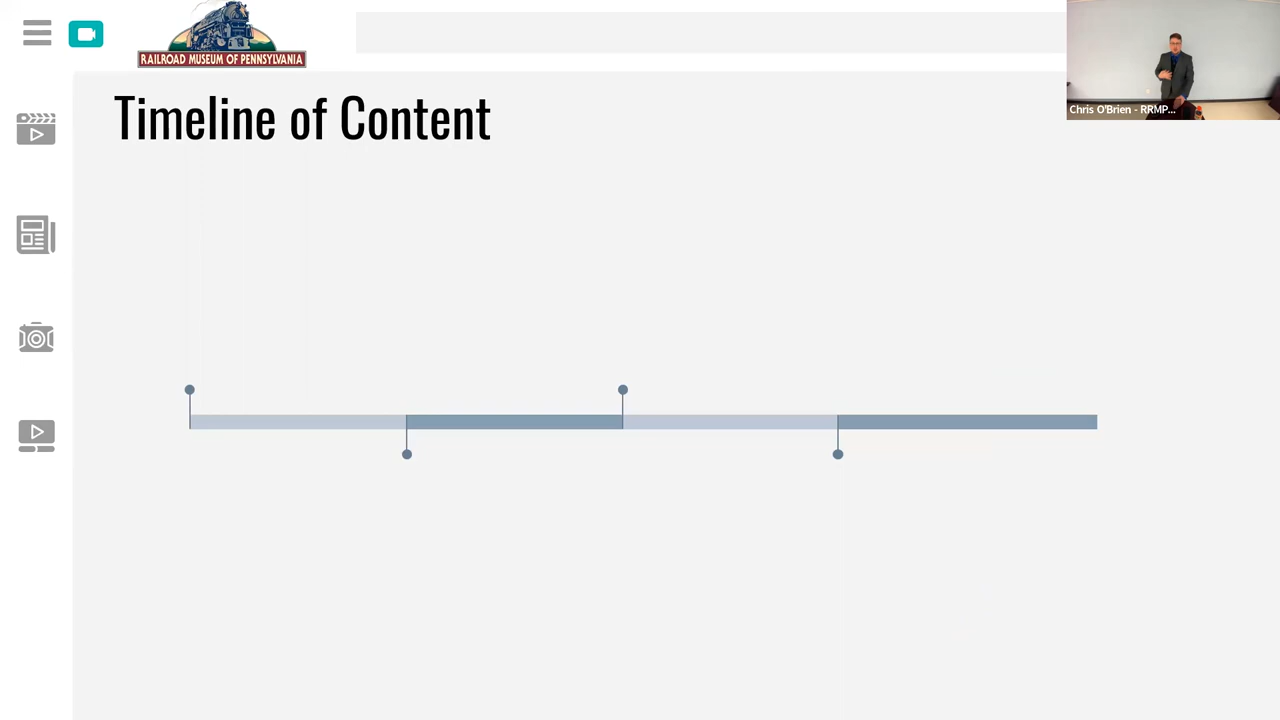 RAILROAD MUSEUM OF PENNSYLVANIA
Timeline of Content
Chris O'Brien - RRMP...